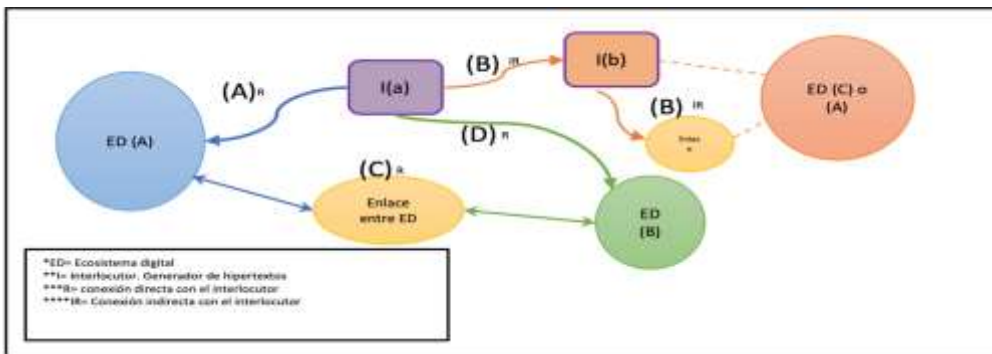 (A) R
I(a)
(B) IR
I(b)
ED (C) o
(A)
ED (A)
(D) R
(B) IR
(C) R
Enlace
entre ED
ED
(B)
*ED= Ecosistema digital
**I= Interlocutor. Generador de hipertextos
***R= conexión directa con el interlocutor
****IR= Conexión indirecta con el interlocutor